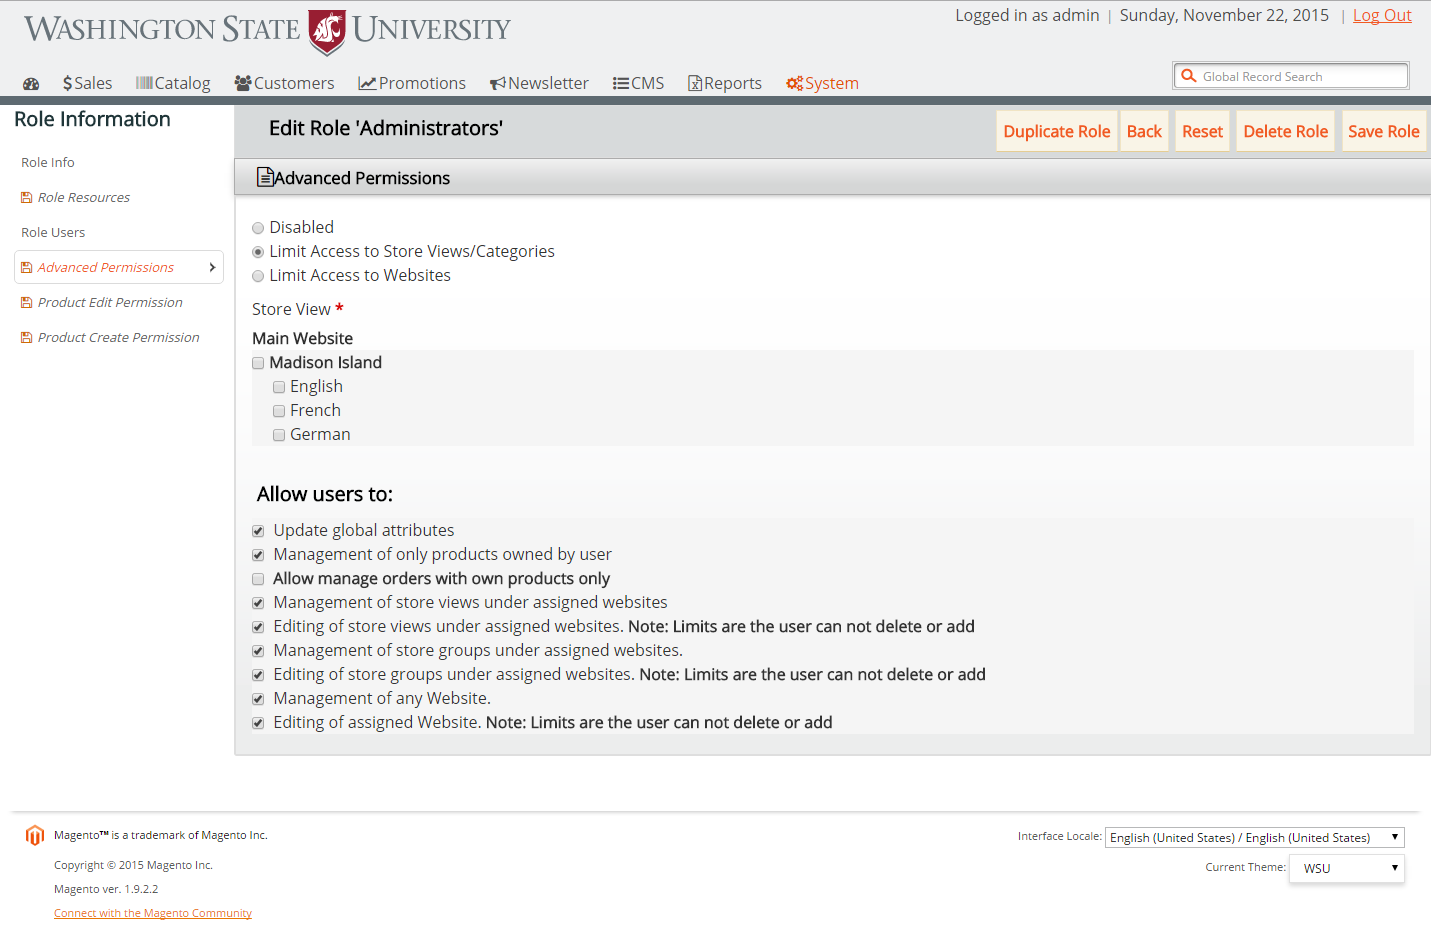 WASHINGTON STATE UNIVERSITY
Logged in as admin | Sunday, November 22, 2015 | Log Out
$Sales Catalog Customers Promotions Newsletter CMS Reports System
Global Record Search
Role Information
Role Info
Role Resources
Role Users
Advanced Permissions
Product Edit Permission
Product Create Permission
Edit Role 'Administrators'
Duplicate Role Back Reset Delete Role Save Role
Advanced Permissions
Disabled
Limit Access to Store Views/Categories
Limit Access to Websites
Store View *
Main Website
Madison Island
English
French
German
Allow users to:
Update global attributes
Management of only products owned by user
Allow manage orders with own products only
Management of store views under assigned websites
Editing of store views under assigned websites. Note: Limits are the user can not delete or add
Management of store groups under assigned websites.
Editing of store groups under assigned websites. Note: Limits are the user can not delete or add
Management of any Website.
Editing of assigned Website. Note: Limits are the user can not delete or add
Magento™ is a trademark of Magento Inc.
Copyright © 2015 Magento Inc.
Magento ver. 1.9.2.2
Connect with the Magento Community
Interface Locale: English (United States) / English (United States)
Current Theme: WSU